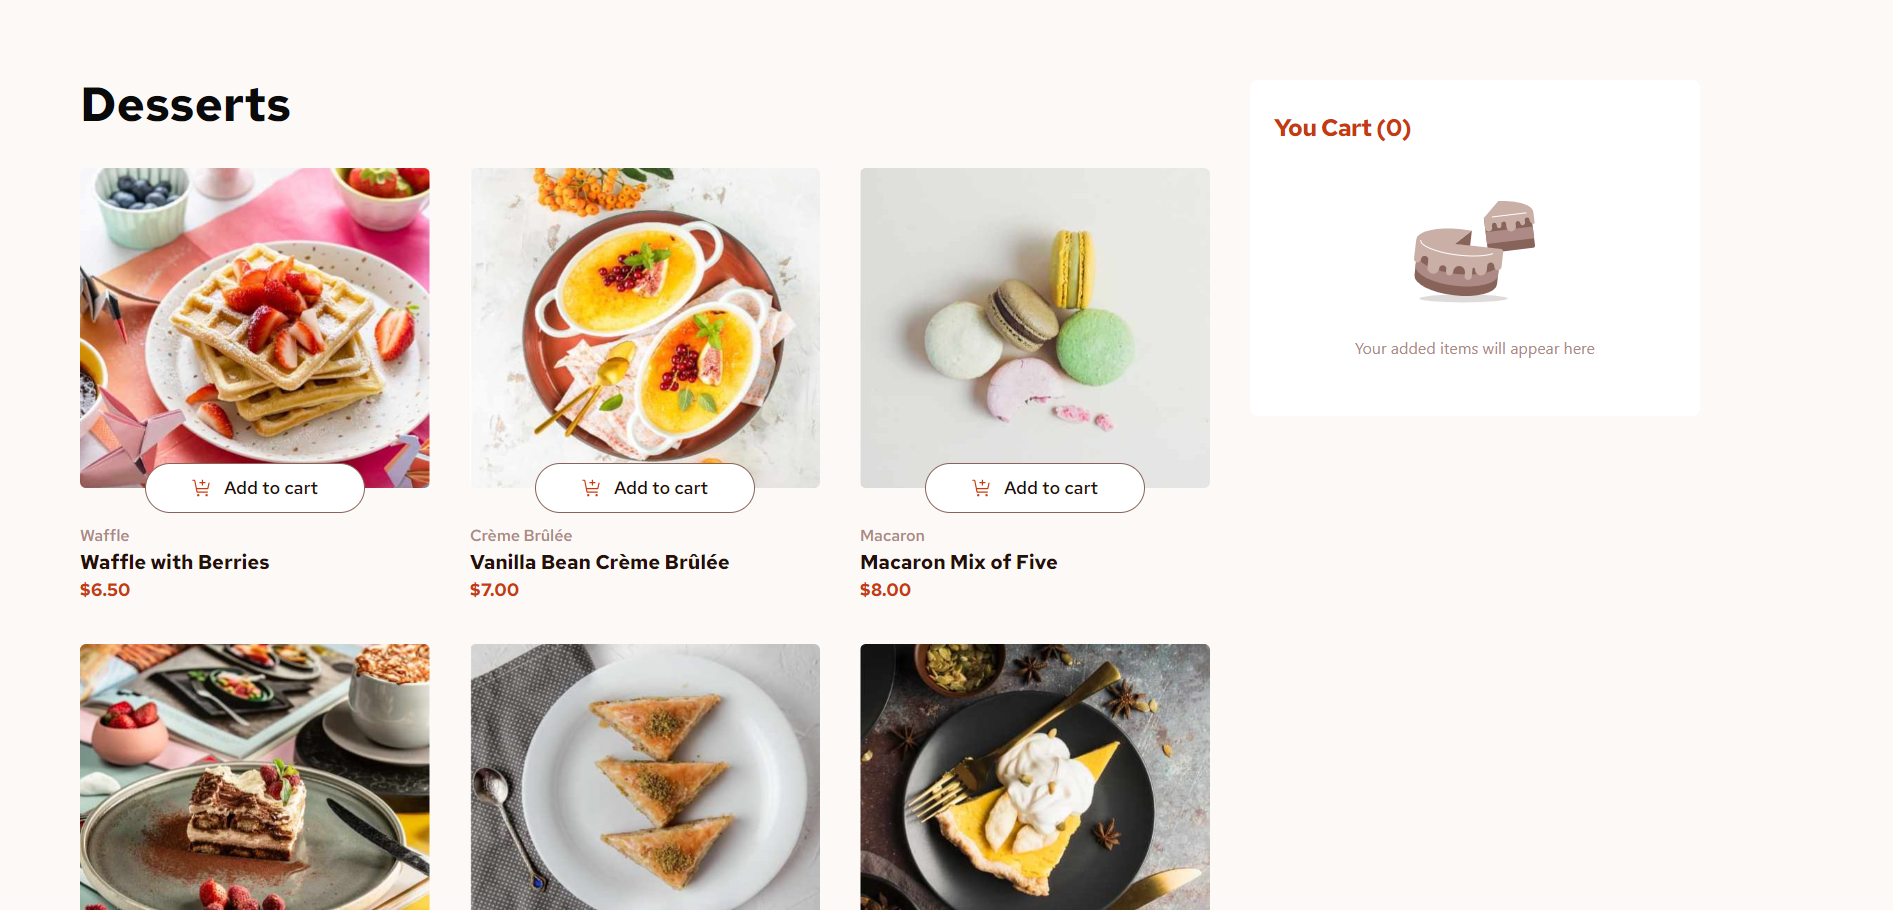 Desserts
You Cart (0)
Your added items will appear here
Add to cart
Add to cart
Add to cart
Waffle
Waffle with Berries
$6.50
Crème Brûlée
Vanilla Bean Crème Brûlée
$7.00
Macaron
Macaron Mix of Five
$8.00